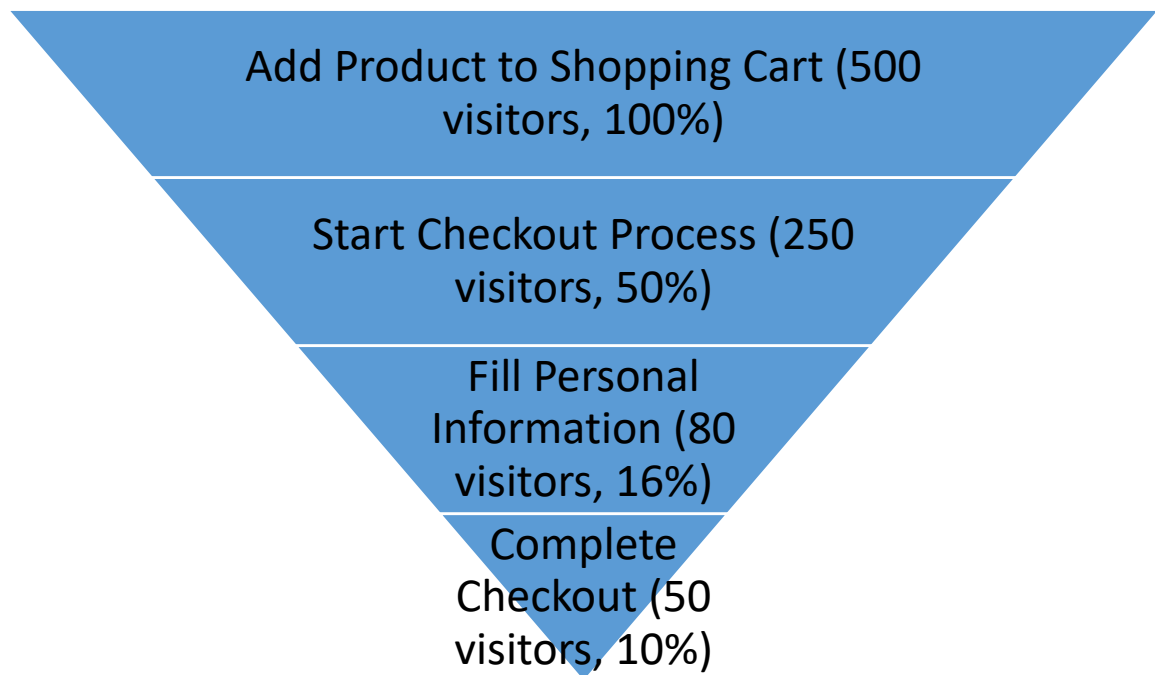 Add Product to Shopping Cart (500
visitors, 100%)
Start Checkout Process (250
visitors, 50%)
Fill Personal
Information (80
visitors, 16%)
Complete
Checkout (50
visitors, 10%)